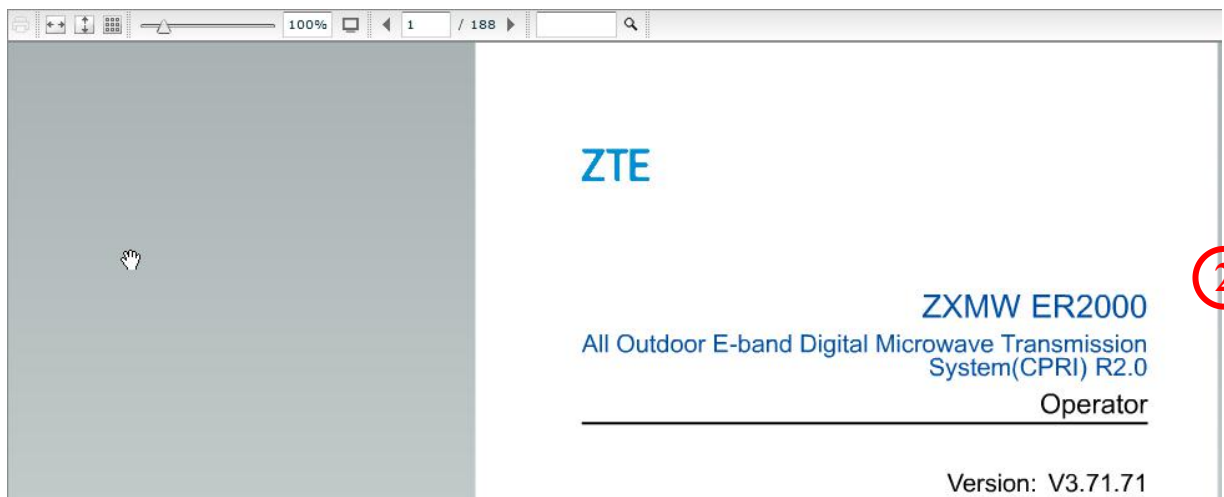 100% 1 / 188
ZTE
2
ZXMW ER2000
All Outdoor E-band Digital Microwave Transmission
System(CPRI) R2.0
Operator
Version: V3.71.71